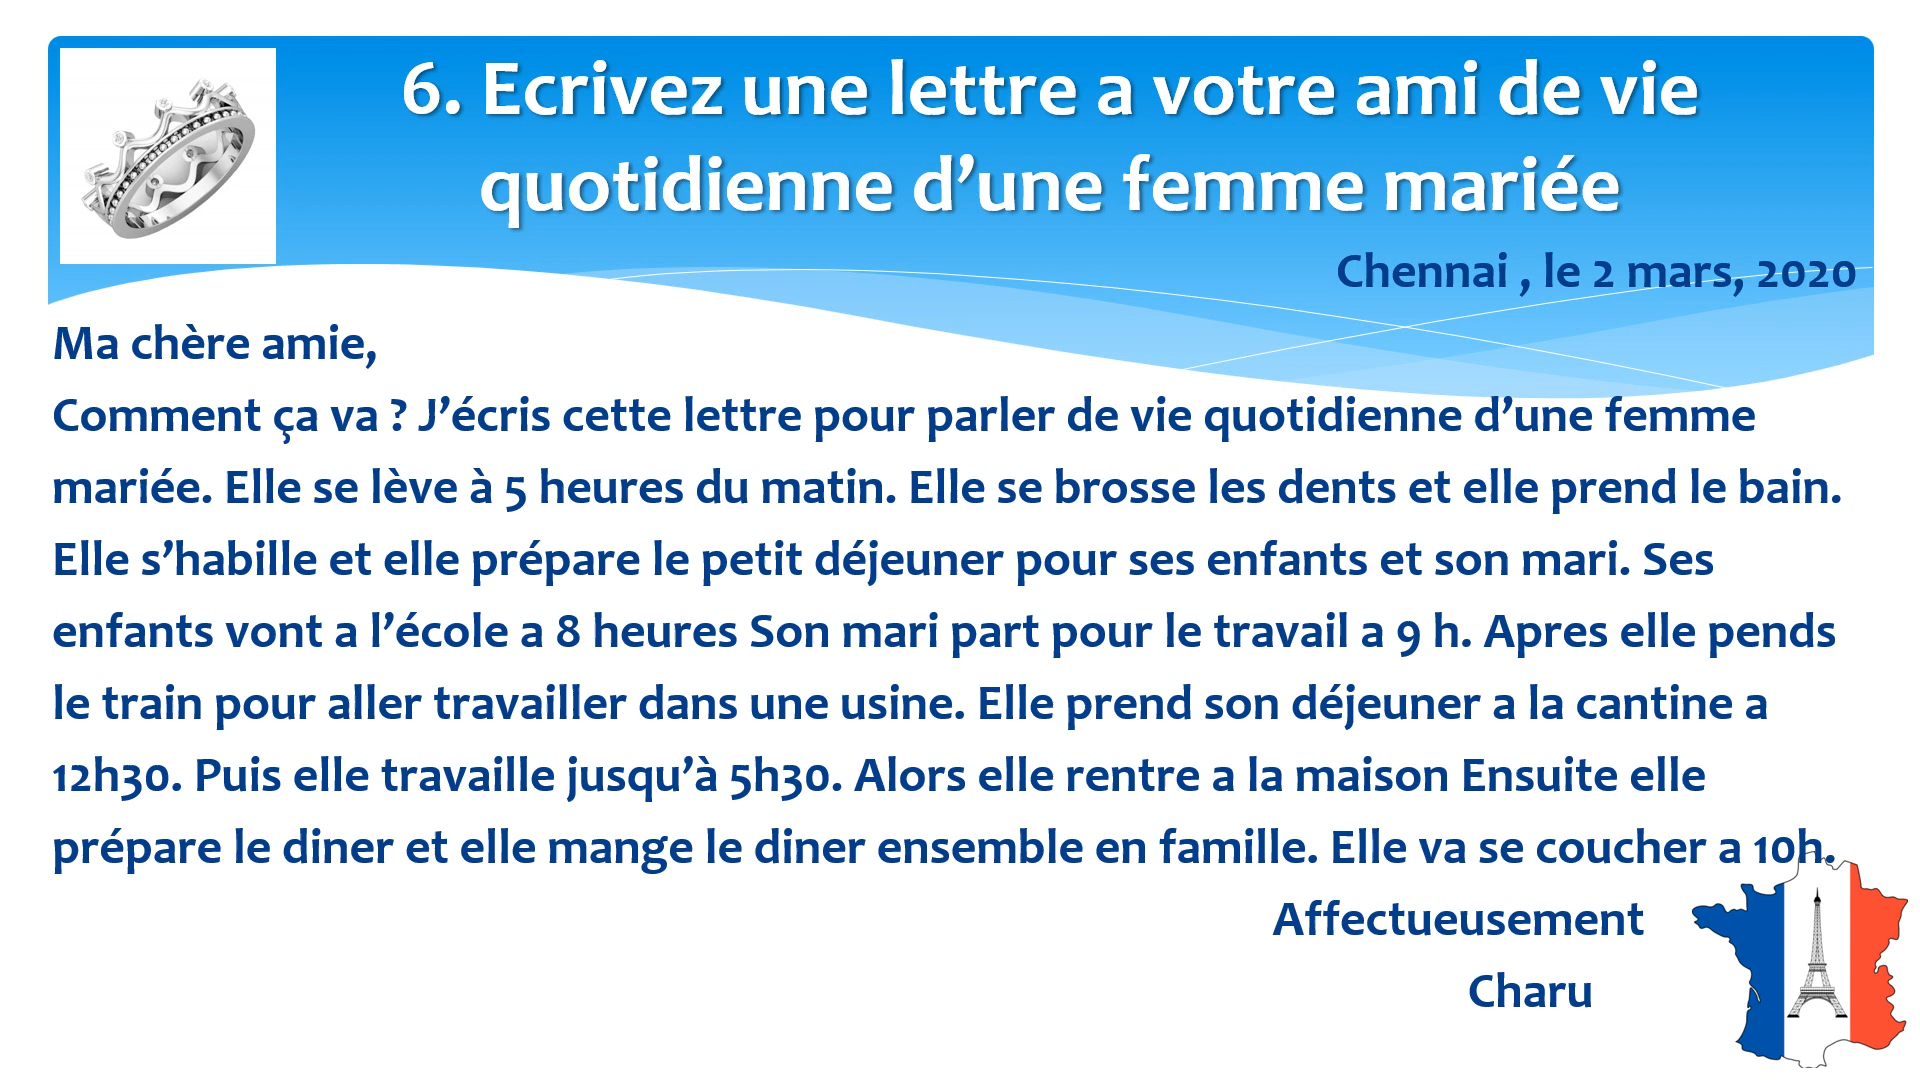 6. Ecrivez une lettre a votre ami de vie
quotidienne d’une femme mariée
Chennai , le 2 mars, 2020
Ma chère amie,
Comment ça va ? J’écris cette lettre pour parler de vie quotidienne d’une femme
mariée. Elle se lève à 5 heures du matin. Elle se brosse les dents et elle prend le bain.
Elle s’habille et elle prépare le petit déjeuner pour ses enfants et son mari. Ses
enfants vont a l’école a 8 heures Son mari part pour le travail a 9 h. Apres elle pends
le train pour aller travailler dans une usine. Elle prend son déjeuner a la cantine a
12h30. Puis elle travaille jusqu’à 5h30. Alors elle rentre a la maison Ensuite elle
prépare le diner et elle mange le diner ensemble en famille. Elle va se coucher a 10h.
Affectueusement
Charu